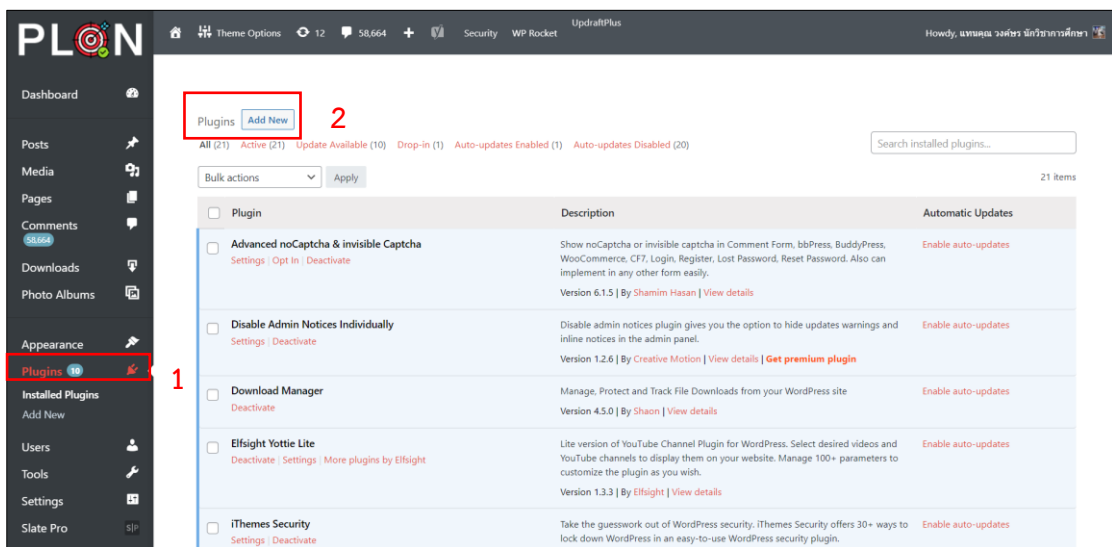 PLON
Theme Options
12
58,664
Security
WP Rocket
UpdraftPlus
Howdy, แทนคุณ วงศ์ษร นักวิชาการศึกษา
Dashboard
Posts
Media
Pages
Comments
58,664
Downloads
Photo Albums
Appearance
Plugins 10
1
Installed Plugins
Add New
Users
Tools
Settings
Slate Pro
S|P
Plugins Add New
2
All (21) Active (21) Update Available (10) Drop-in (1) Auto-updates Enabled (1) Auto-updates Disabled (20)
Search installed plugins...
Bulk actions Apply
21 items
Plugin Description Automatic Updates
Advanced noCaptcha & invisible Captcha
Settings | Opt In | Deactivate
Show noCaptcha or invisible captcha in Comment Form, bbPress, BuddyPress,
WooCommerce, CF7, Login, Register, Lost Password, Reset Password. Also can
implement in any other form easily.
Version 6.1.5 | By Shamim Hasan | View details
Enable auto-updates
Disable Admin Notices Individually
Settings | Deactivate
Disable admin notices plugin gives you the option to hide updates warnings and
inline notices in the admin panel.
Version 1.2.6 | By Creative Motion | View details | Get premium plugin
Enable auto-updates
Download Manager
Deactivate
Manage, Protect and Track File Downloads from your WordPress site
Version 4.5.0 | By Shaon | View details
Enable auto-updates
Elfsight Yottie Lite
Deactivate | Settings | More plugins by Elfsight
Lite version of YouTube Channel Plugin for WordPress. Select desired videos and
YouTube channels to display them on your website. Manage 100+ parameters to
customize the plugin as you wish.
Version 1.3.3 | By Elfsight | View details
Enable auto-updates
iThemes Security
Settings | Deactivate
Take the guesswork out of WordPress security. iThemes Security offers 30+ ways to
lock down WordPress in an easy-to-use WordPress security plugin.
Enable auto-updates